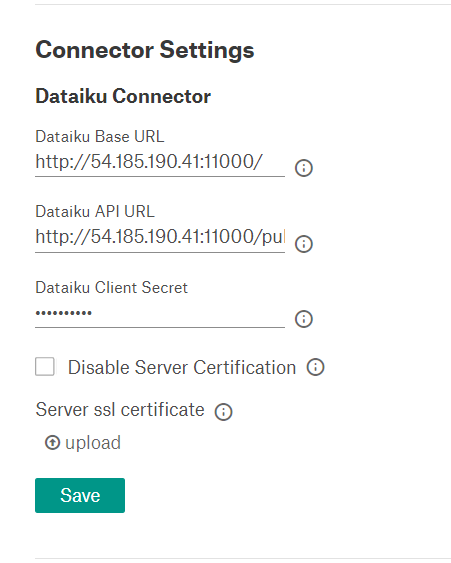 Connector Settings
Dataiku Connector
Dataiku Base URL
http://54.185.190.41:11000/
Dataiku API URL
http://54.185.190.41:11000/pul
Dataiku Client Secret
••••••••••
Disable Server Certification
Server ssl certificate
upload
Save